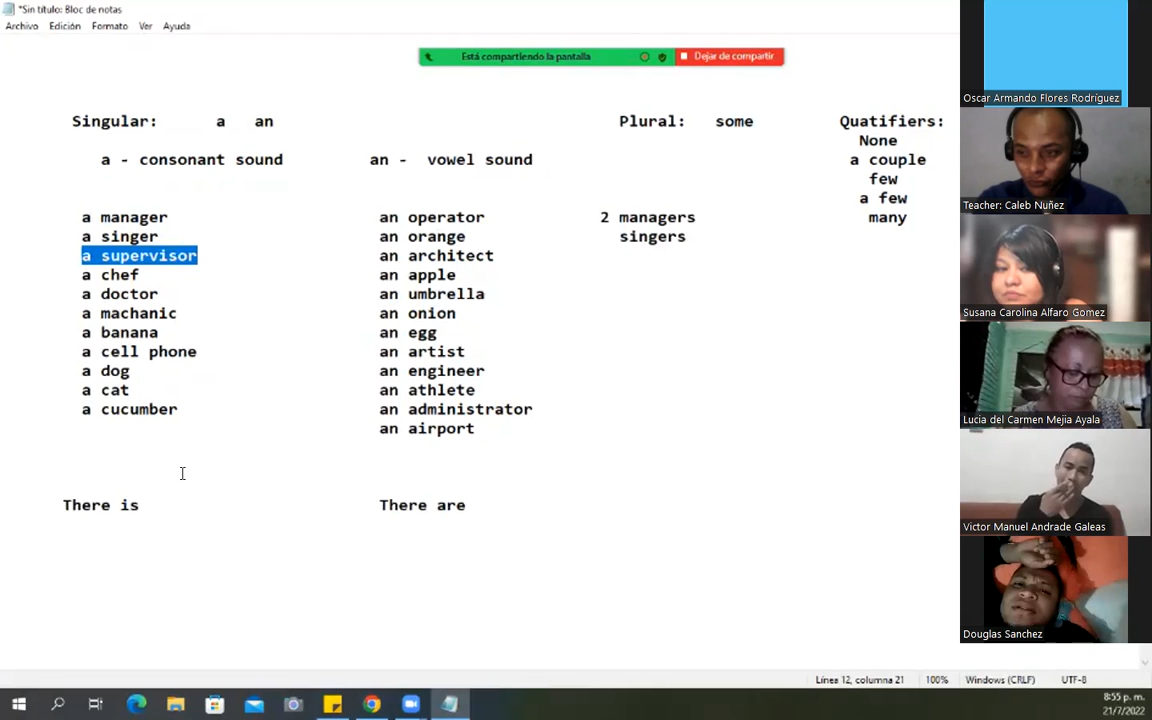 *Sin título: Bloc de notas
Archivo Edición Formato Ver Ayuda
Está compartiendo la pantalla Dejar de compartir
Singular: a an Plural: some Quatifiers:
None
a - consonant sound an - vowel sound a couple
few
a few
a manager an operator 2 managers many
a singer an orange singers
a supervisor an architect
a chef an apple
a doctor an umbrella
a machanic an onion
a banana an egg
a cell phone an artist
a dog an engineer
a cat an athlete
a cucumber an administrator
an airport
There is There are
Oscar Armando Flores Rodríguez
Teacher: Caleb Nuñez
Susana Carolina Alfaro Gomez
Lucia del Carmen Mejia Ayala
Victor Manuel Andrade Galeas
Douglas Sanchez
Línea 12, columna 21 100% Windows (CRLF) UTF-8
8:55 p. m.
21/7/2022